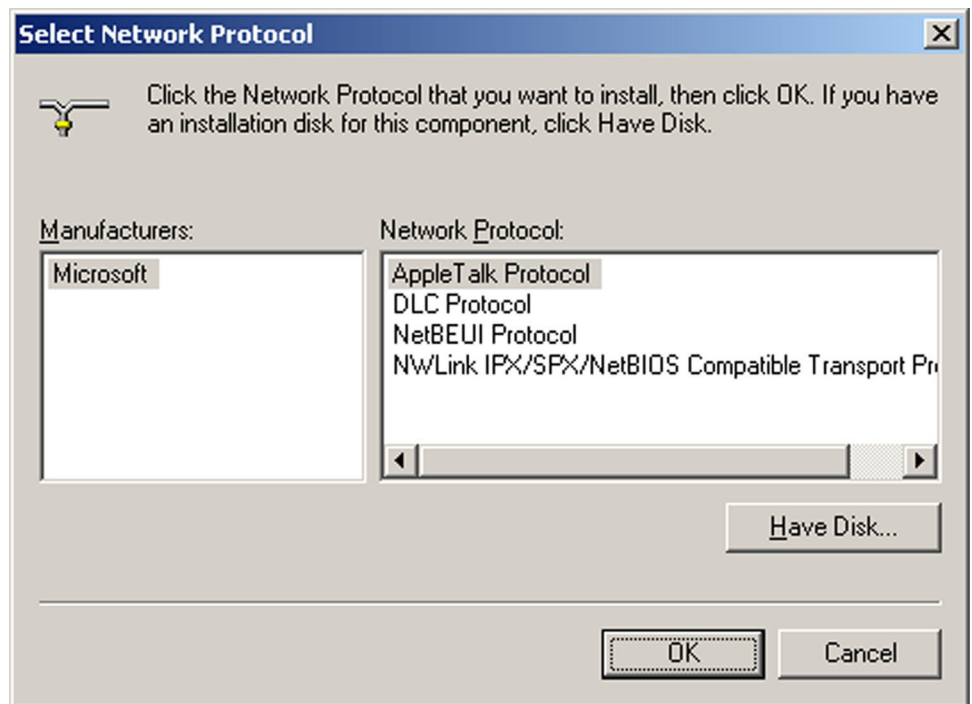 Select Network Protocol
Click the Network Protocol that you want to install, then click OK. If you have
an installation disk for this component, click Have Disk.
Manufacturers:
Microsoft
Network Protocol:
AppleTalk Protocol
DLC Protocol
NetBEUI Protocol
NWLink IPX/SPX/NetBIOS Compatible Transport
Have Disk...
OK
Cancel